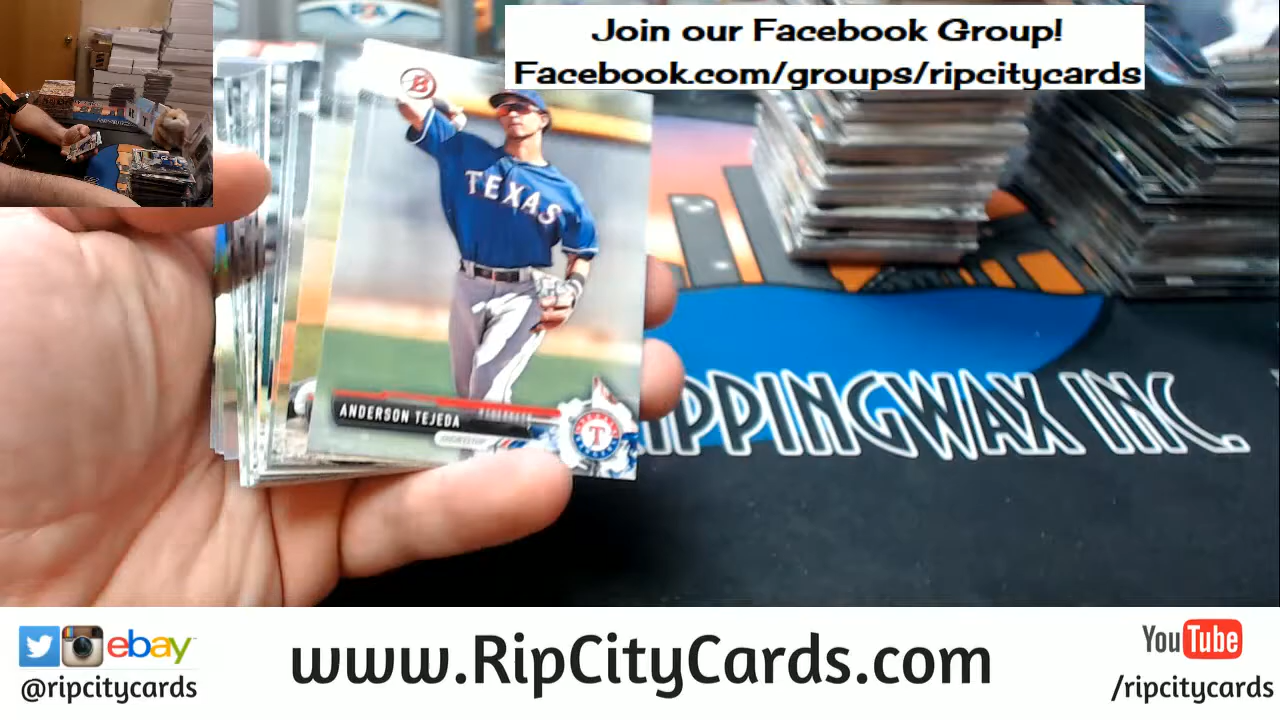 Join our Facebook Group!
Facebook.com/groups/ripcitycards
B
TEXAS
ANDERSON TEJEDA
T
IPPINGWAX INC.
ebay
@ripcitycards
www.RipCityCards.com
YouTube
/ripcitycards